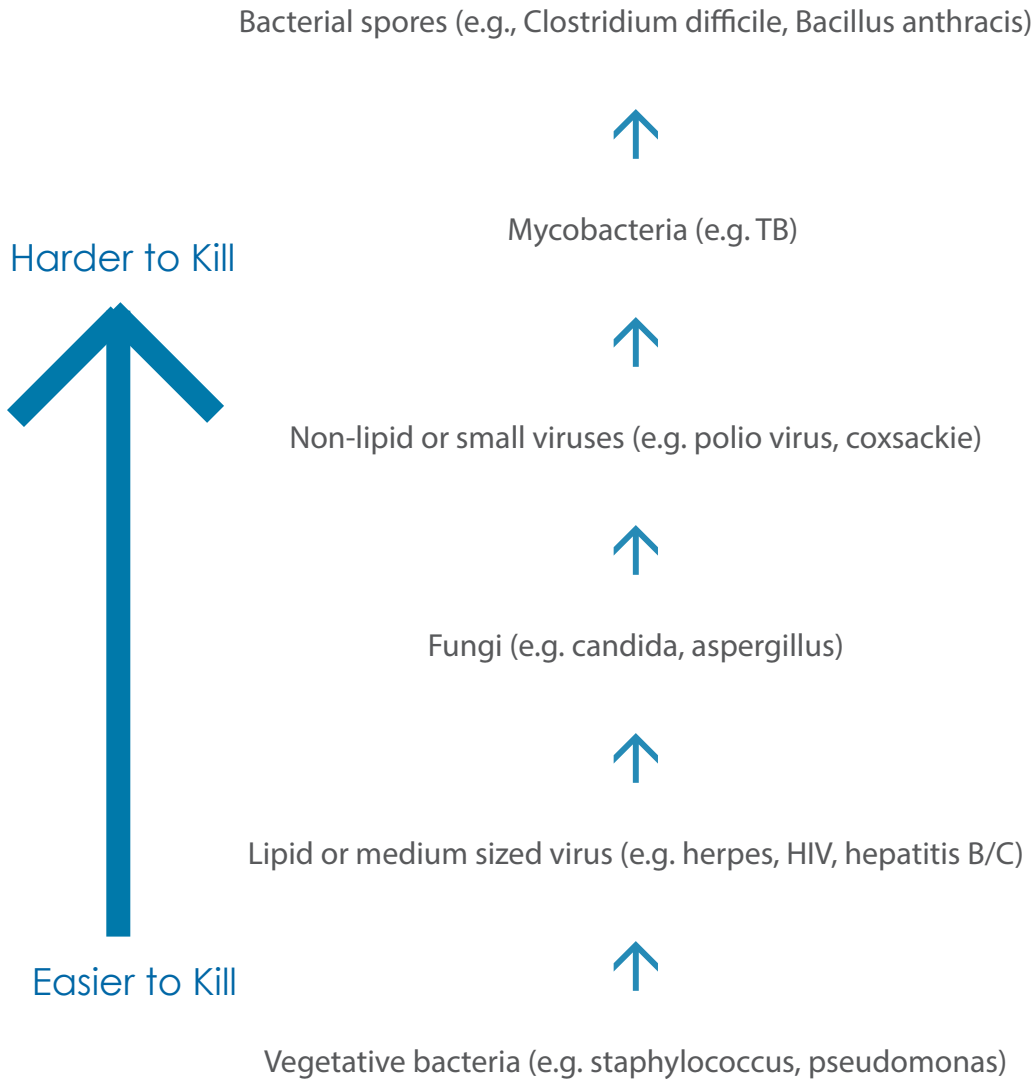 Bacterial spores (e.g., Clostridium difficile, Bacillus anthracis)
Mycobacteria (e.g. TB)
Harder to Kill
Non-lipid or small viruses (e.g. polio virus, coxsackie)
Fungi (e.g. candida, aspergillus)
Lipid or medium sized virus (e.g. herpes, HIV, hepatitis B/C)
Easier to Kill
Vegetative bacteria (e.g. staphylococcus, pseudomonas)